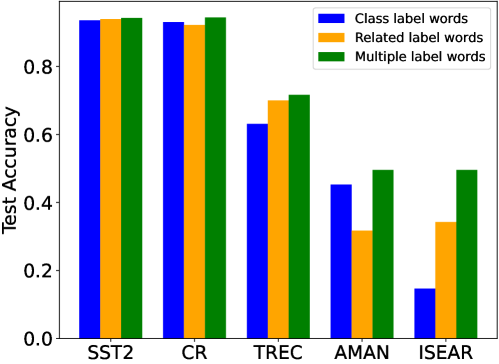 Class label words
Related label words
Multiple label words
Test Accuracy
0.8
0.6
0.4
0.2
0.0
SST2 CR TREC AMAN ISEAR